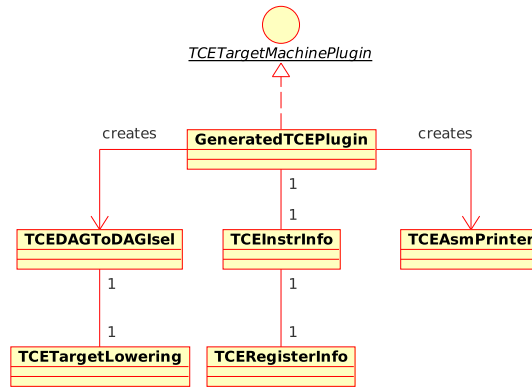 TCETargetMachinePlugin
creates
creates
GeneratedTCEPlugin
1
1
TCEDAGToDAGIsel
TCEInstrInfo
TCEAsmPrinter
1
1
1
1
TCETargetLowering
TCERegisterInfo